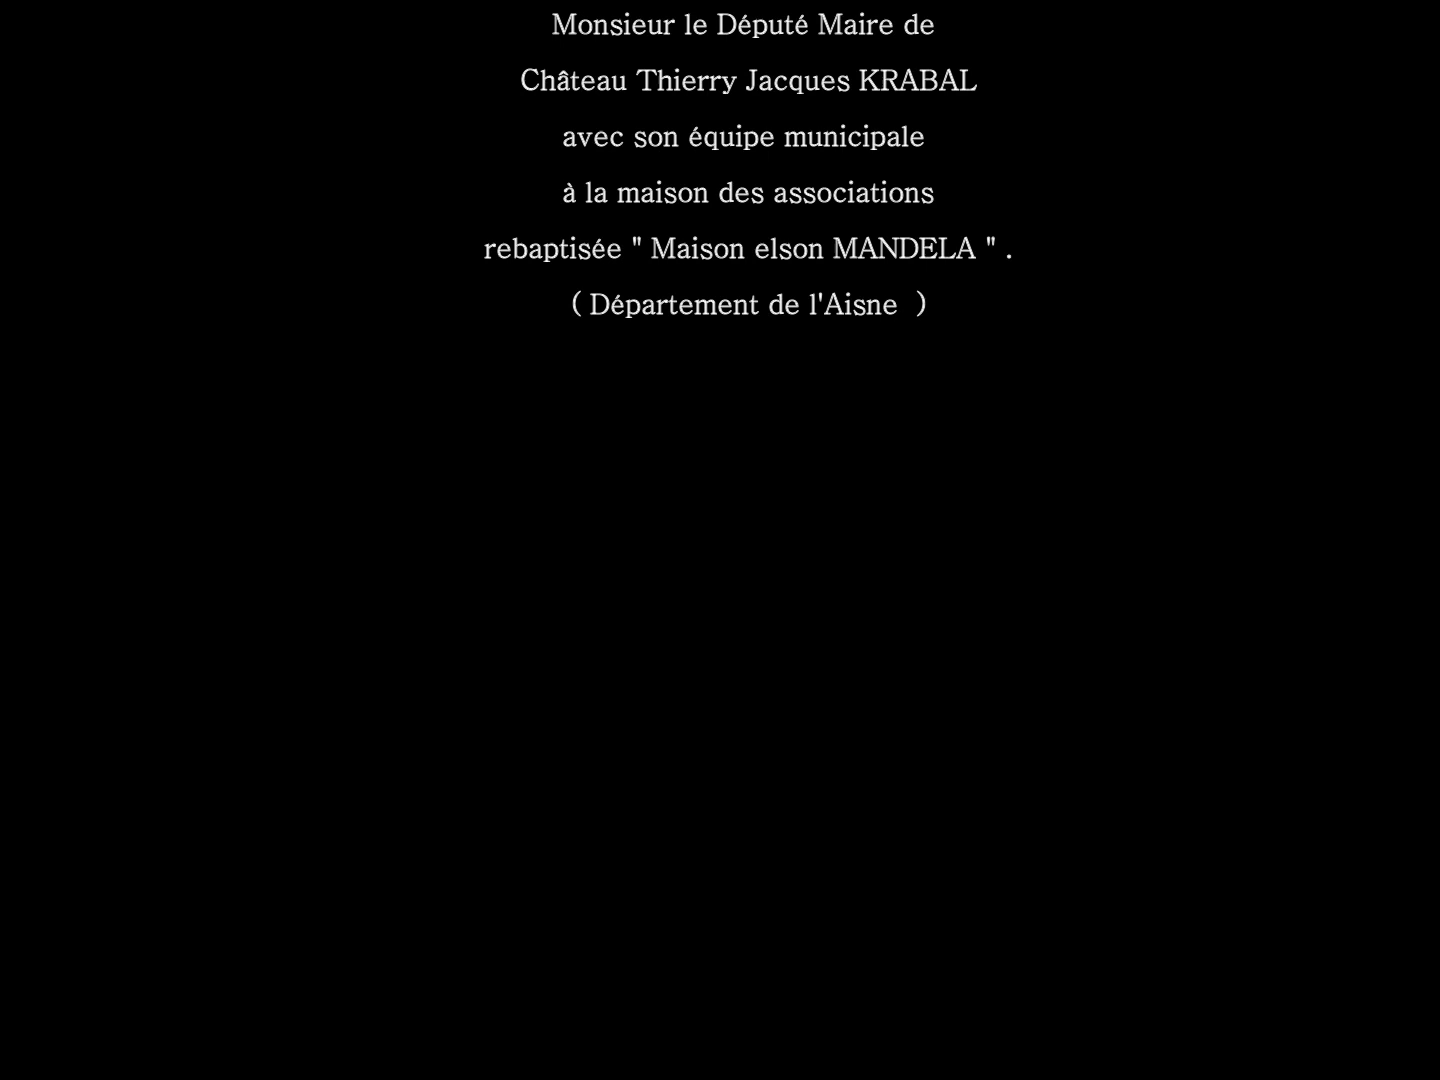 Monsieur le Député Maire de
Château Thierry Jacques KRABAL
avec son équipe municipale
à la maison des associations
rebaptisée " Maison elson MANDELA " .
( Département de l'Aisne  )